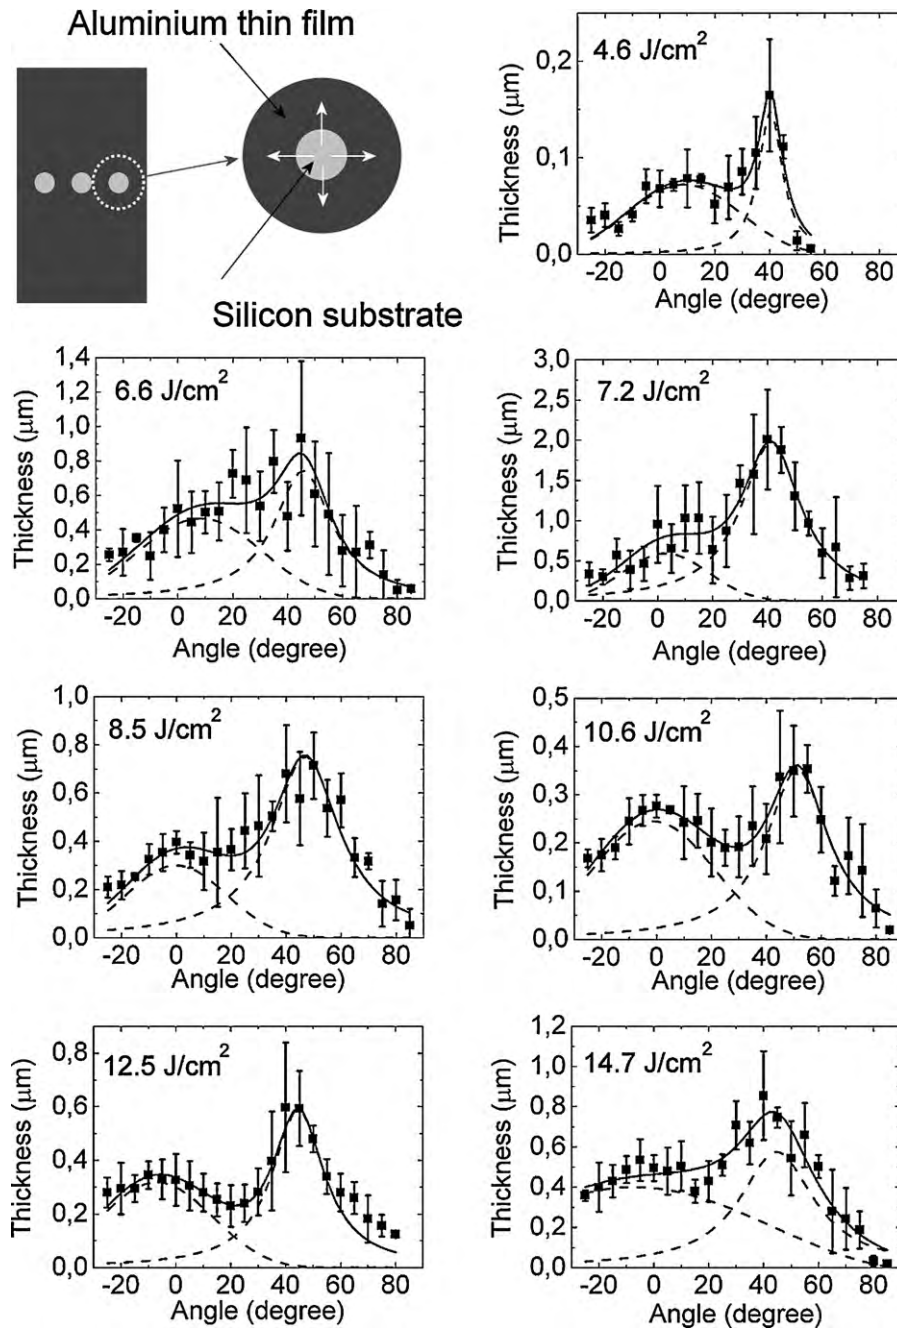 Aluminium thin film
Silicon substrate
4.6 J/cm²
Thickness (μm)
0,2
0,1
0,0
-20 0 20 40 60 80
Angle (degree)
6.6 J/cm²
Thickness (μm)
1,4
1,2
1,0
0,8
0,6
0,4
0,2
0,0
-20 0 20 40 60 80
Angle (degree)
7.2 J/cm²
Thickness (μm)
3,0
2,5
2,0
1,5
1,0
0,5
0,0
-20 0 20 40 60 80
Angle (degree)
8.5 J/cm²
Thickness (μm)
1,0
0,8
0,6
0,4
0,2
0,0
-20 0 20 40 60 80
Angle (degree)
10.6 J/cm²
Thickness (μm)
0,5
0,4
0,3
0,2
0,1
0,0
-20 0 20 40 60 80
Angle (degree)
12.5 J/cm²
Thickness (μm)
0,8
0,6
0,4
0,2
0,0
-20 0 20 40 60 80
Angle (degree)
14.7 J/cm²
Thickness (μm)
1,2
1,0
0,8
0,6
0,4
0,2
0,0
-20 0 20 40 60 80
Angle (degree)